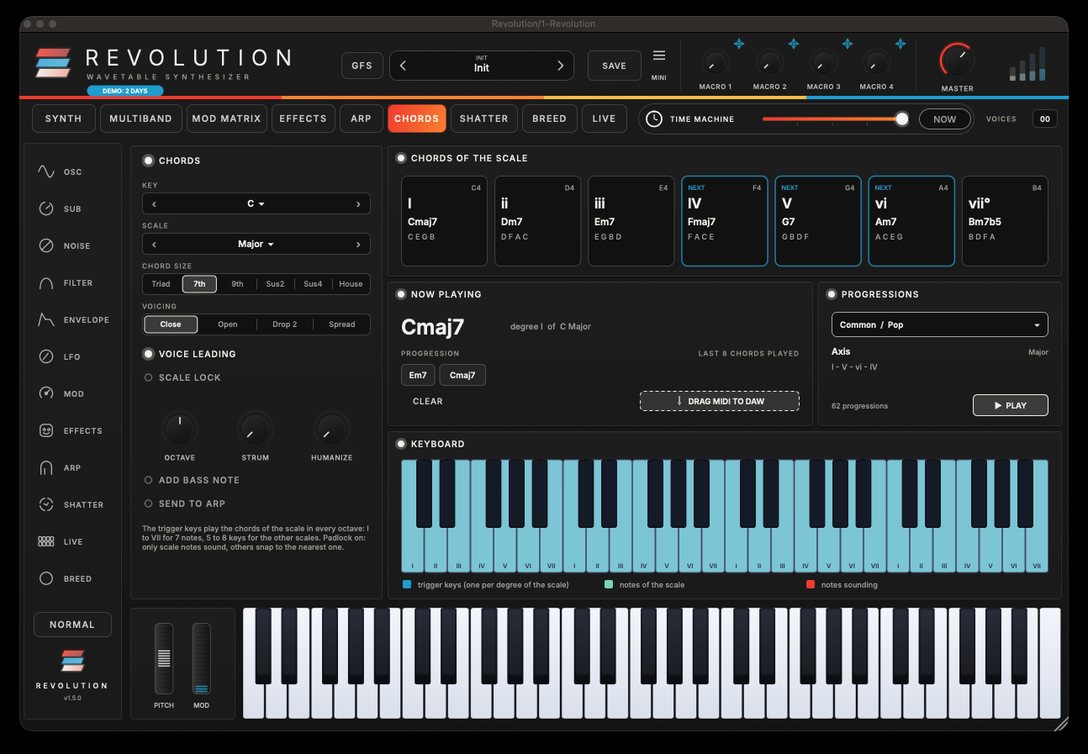 Revolution/1-Revolution
REVOLUTION
WAVETABLE SYNTHESIZER
DEMO: 2 DAYS
GFS
INIT
Init
SAVE
MINI
MACRO 1
MACRO 2
MACRO 3
MACRO 4
MASTER
SYNTH
MULTIBAND
MOD MATRIX
EFFECTS
ARP
CHORDS
SHATTER
BREED
LIVE
TIME MACHINE
NOW
VOICES
00
OSC
SUB
NOISE
FILTER
ENVELOPE
LFO
MOD
EFFECTS
ARP
SHATTER
LIVE
BREED
NORMAL
REVOLUTION
v1.5.0
CHORDS
KEY
C
SCALE
Major
CHORD SIZE
Triad 7th 9th Sus2 Sus4 House
VOICING
Close Open Drop 2 Spread
VOICE LEADING
SCALE LOCK
OCTAVE STRUM HUMANIZE
ADD BASS NOTE
SEND TO ARP
The trigger keys play the chords of the scale in every octave: I
to VII for 7 notes, 5 to 8 keys for the other scales. Padlock on:
only scale notes sound, others snap to the nearest one.
CHORDS OF THE SCALE
C4
I
Cmaj7
C E G B
D4
ii
Dm7
D F A C
E4
iii
Em7
E G B D
NEXT F4
IV
Fmaj7
F A C E
NEXT G4
V
G7
G B D F
NEXT A4
vi
Am7
A C E G
B4
vii°
Bm7b5
B D F A
NOW PLAYING
Cmaj7
degree I of C Major
PROGRESSION
LAST 8 CHORDS PLAYED
Em7 Cmaj7
CLEAR
DRAG MIDI TO DAW
PROGRESSIONS
Common / Pop
Axis
Major
I - V - vi - IV
62 progressions
PLAY
KEYBOARD
I II III IV V VI VII I II III IV V VI VII I II III IV V VI VII I II III IV V VI VII
trigger keys (one per degree of the scale)
notes of the scale
notes sounding
PITCH
MOD